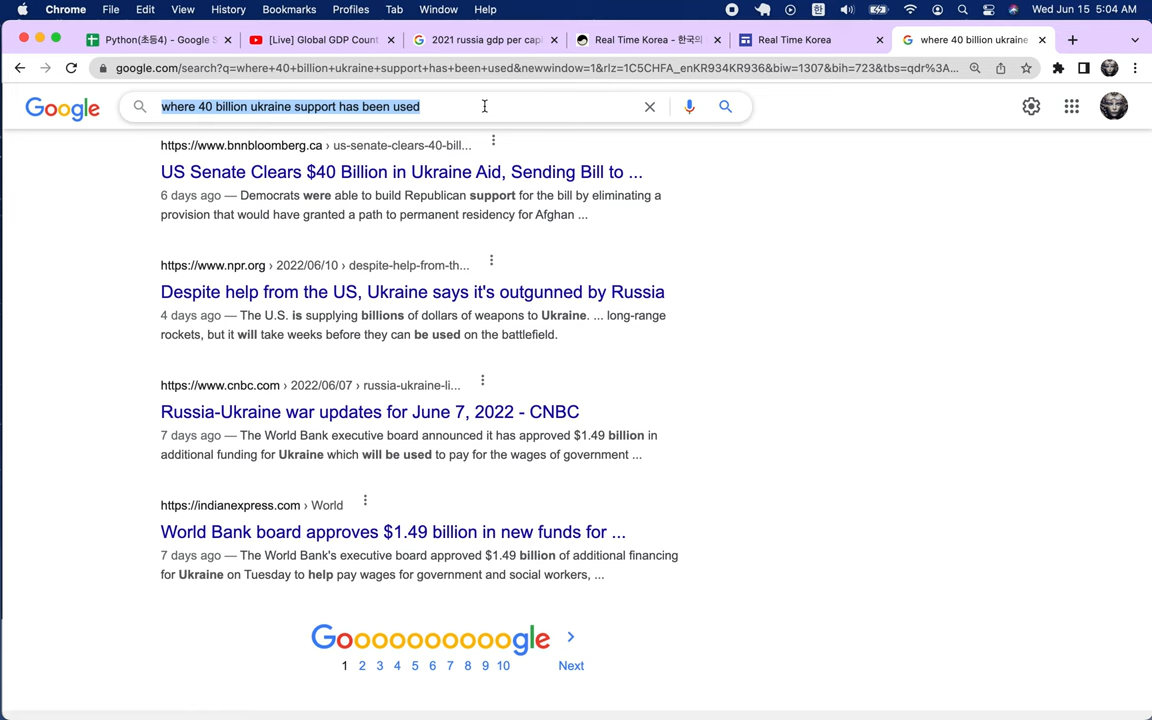 Chrome File Edit View History Bookmarks Profiles Tab Window Help 한 Wed Jun 15 5:04 AM
Python(초등4) - Google S [Live] Global GDP Count 2021 russia gdp per capi Real Time Korea - 한국의 Real Time Korea where 40 billion ukraine
google.com/search?q=where+40+billion+ukraine+support+has+been+used&newwindow=1&rlz=1C5CHFA_enKR934KR936&biw=1307&bih=723&tbs=qdr%3A...
Google where 40 billion ukraine support has been used
https://www.bnnbloomberg.ca › us-senate-clears-40-bill...
US Senate Clears $40 Billion in Ukraine Aid, Sending Bill to ...
6 days ago — Democrats were able to build Republican support for the bill by eliminating a
provision that would have granted a path to permanent residency for Afghan ...
https://www.npr.org › 2022/06/10 › despite-help-from-th...
Despite help from the US, Ukraine says it's outgunned by Russia
4 days ago — The U.S. is supplying billions of dollars of weapons to Ukraine. ... long-range
rockets, but it will take weeks before they can be used on the battlefield.
https://www.cnbc.com › 2022/06/07 › russia-ukraine-li...
Russia-Ukraine war updates for June 7, 2022 - CNBC
7 days ago — The World Bank executive board announced it has approved $1.49 billion in
additional funding for Ukraine which will be used to pay for the wages of government ...
https://indianexpress.com › World
World Bank board approves $1.49 billion in new funds for ...
7 days ago — The World Bank's executive board approved $1.49 billion of additional financing
for Ukraine on Tuesday to help pay wages for government and social workers, ...
Goooooooooogle
1 2 3 4 5 6 7 8 9 10 Next